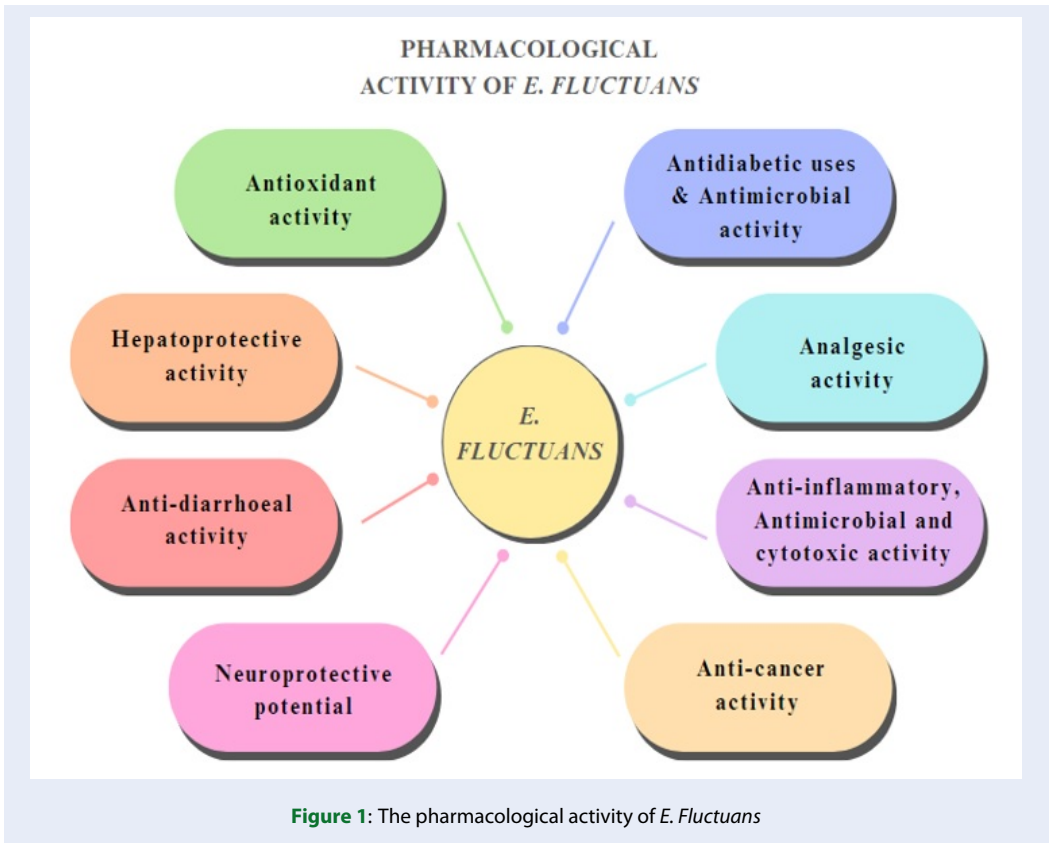 PHARMACOLOGICAL
ACTIVITY OF E. FLUCTUANS
Antioxidant
activity
Antidiabetic uses
& Antimicrobial
activity
Hepatoprotective
activity
Analgesic
activity
E.
FLUCTUANS
Anti-diarrhoeal
activity
Anti-inflammatory,
Antimicrobial and
cytotoxic activity
Neuroprotective
potential
Anti-cancer
activity
Figure 1: The pharmacological activity of E. Fluctuans